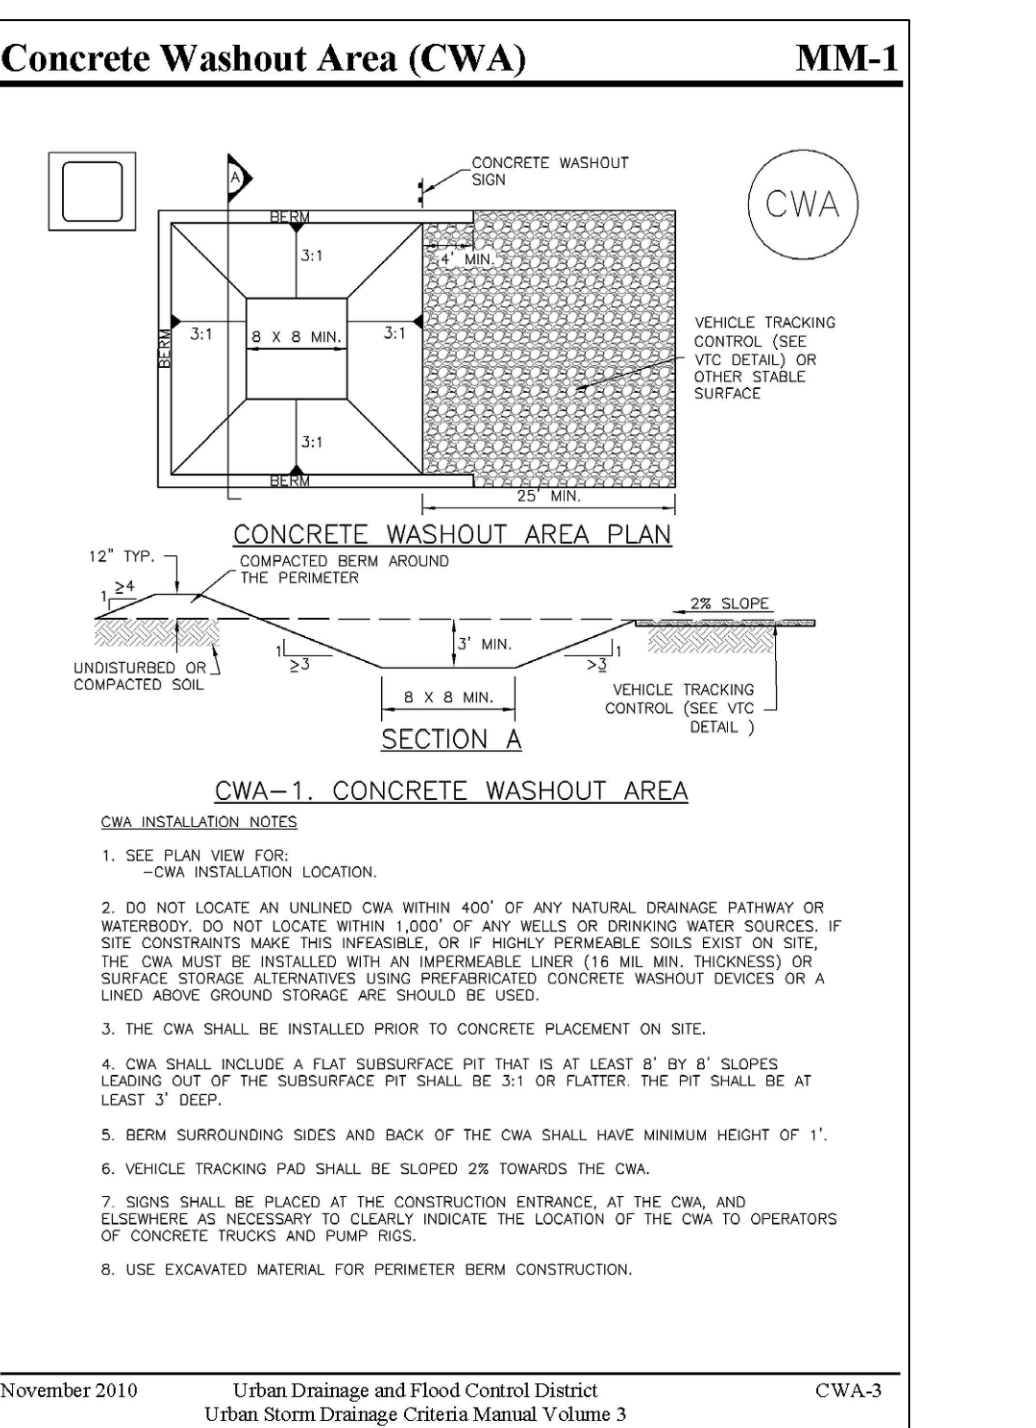 Concrete Washout Area (CWA) MM-1
CONCRETE WASHOUT
SIGN
A
CWA
BERM
3:1
4' MIN.
BERM
3:1
8 X 8 MIN.
3:1
VEHICLE TRACKING
CONTROL (SEE
VTC DETAIL) OR
OTHER STABLE
SURFACE
3:1
BERM
25' MIN.
CONCRETE WASHOUT AREA PLAN
12" TYP.
COMPACTED BERM AROUND
THE PERIMETER
1 ≥4
2% SLOPE
3' MIN.
1
≥3
1
>3
UNDISTURBED OR
COMPACTED SOIL
8 X 8 MIN.
VEHICLE TRACKING
CONTROL (SEE VTC
DETAIL )
SECTION A
CWA-1. CONCRETE WASHOUT AREA
CWA INSTALLATION NOTES
1. SEE PLAN VIEW FOR:
-CWA INSTALLATION LOCATION.
2. DO NOT LOCATE AN UNLINED CWA WITHIN 400' OF ANY NATURAL DRAINAGE PATHWAY OR
WATERBODY. DO NOT LOCATE WITHIN 1,000' OF ANY WELLS OR DRINKING WATER SOURCES. IF
SITE CONSTRAINTS MAKE THIS INFEASIBLE, OR IF HIGHLY PERMEABLE SOILS EXIST ON SITE,
THE CWA MUST BE INSTALLED WITH AN IMPERMEABLE LINER (16 MIL MIN. THICKNESS) OR
SURFACE STORAGE ALTERNATIVES USING PREFABRICATED CONCRETE WASHOUT DEVICES OR A
LINED ABOVE GROUND STORAGE ARE SHOULD BE USED.
3. THE CWA SHALL BE INSTALLED PRIOR TO CONCRETE PLACEMENT ON SITE.
4. CWA SHALL INCLUDE A FLAT SUBSURFACE PIT THAT IS AT LEAST 8' BY 8' SLOPES
LEADING OUT OF THE SUBSURFACE PIT SHALL BE 3:1 OR FLATTER. THE PIT SHALL BE AT
LEAST 3' DEEP.
5. BERM SURROUNDING SIDES AND BACK OF THE CWA SHALL HAVE MINIMUM HEIGHT OF 1'.
6. VEHICLE TRACKING PAD SHALL BE SLOPED 2% TOWARDS THE CWA.
7. SIGNS SHALL BE PLACED AT THE CONSTRUCTION ENTRANCE, AT THE CWA, AND
ELSEWHERE AS NECESSARY TO CLEARLY INDICATE THE LOCATION OF THE CWA TO OPERATORS
OF CONCRETE TRUCKS AND PUMP RIGS.
8. USE EXCAVATED MATERIAL FOR PERIMETER BERM CONSTRUCTION.
November 2010 Urban Drainage and Flood Control District CWA-3
Urban Storm Drainage Criteria Manual Volume 3